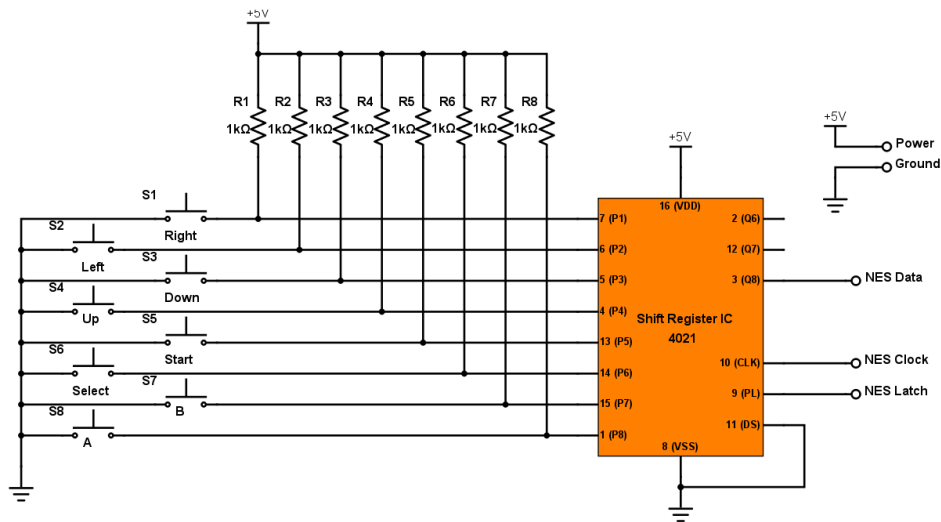 +5V
R1 R2 R3 R4 R5 R6 R7 R8
1kΩ 1kΩ 1kΩ 1kΩ 1kΩ 1kΩ 1kΩ 1kΩ
+5V
+5V
Power
Ground
S1
Right
S2
Left
S3
Down
S4
Up
S5
Start
S6
Select
S7
B
S8
A
16 (VDD)
7 (P1)
6 (P2)
5 (P3)
4 (P4)
13 (P5)
14 (P6)
15 (P7)
1 (P8)
Shift Register IC
4021
2 (Q6)
12 (Q7)
3 (Q8)
10 (CLK)
9 (PL)
11 (DS)
8 (VSS)
NES Data
NES Clock
NES Latch